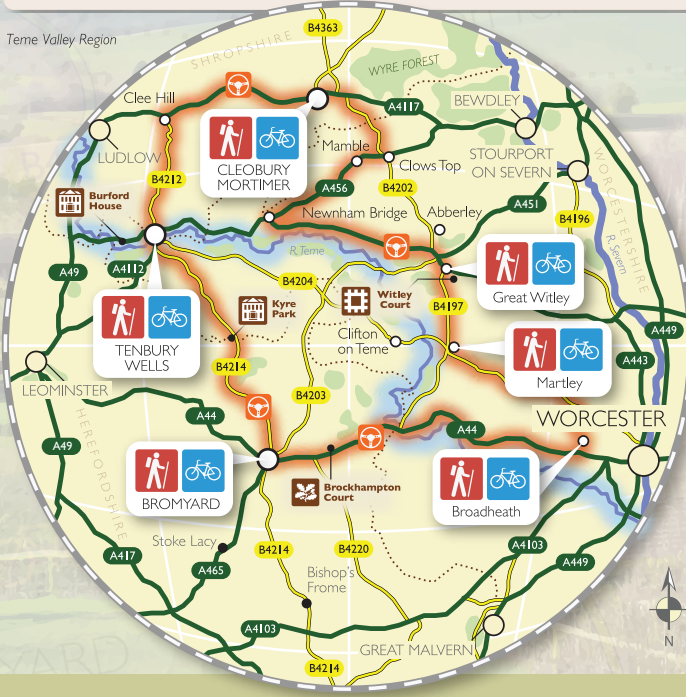 Teme Valley Region
B4363
SHROPSHIRE
WYRE FOREST
Clee Hill
A4117
BEWDLEY
LUDLOW
CLEOBURY
MORTIMER
Mamble
Clows Top
STOURPORT
ON SEVERN
WORCESTERSHIRE
B4212
A456
B4202
Burford
House
Newnham Bridge
Abberley
A451
B4196
R. Teme
R. Severn
A49
A4112
B4204
Witley
Court
B4197
Great Witley
Kyre
Park
TENBURY
WELLS
Clifton
on Teme
A449
A443
Martley
LEOMINSTER
B4214
B4203
A44
A44
WORCESTER
HEREFORDSHIRE
A49
BROMYARD
Brockhampton
Court
Broadheath
Stoke Lacy
A417
A465
B4214
B4220
A4103
A449
Bishop's
Frome
A4103
GREAT MALVERN
B4214
N